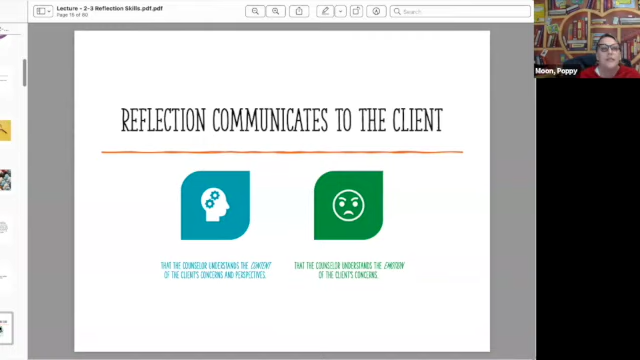 Lecture - 2-3 Reflection Skills.pdf.pdf
Page 15 of 60
Search
Moon, Poppy
REFLECTION COMMUNICATES TO THE CLIENT
THAT THE COUNSELOR UNDERSTANDS THE CONTENT
OF THE CLIENT'S CONCERNS AND PERSPECTIVES.
THAT THE COUNSELOR UNDERSTANDS THE EMOTION
OF THE CLIENT'S CONCERNS.